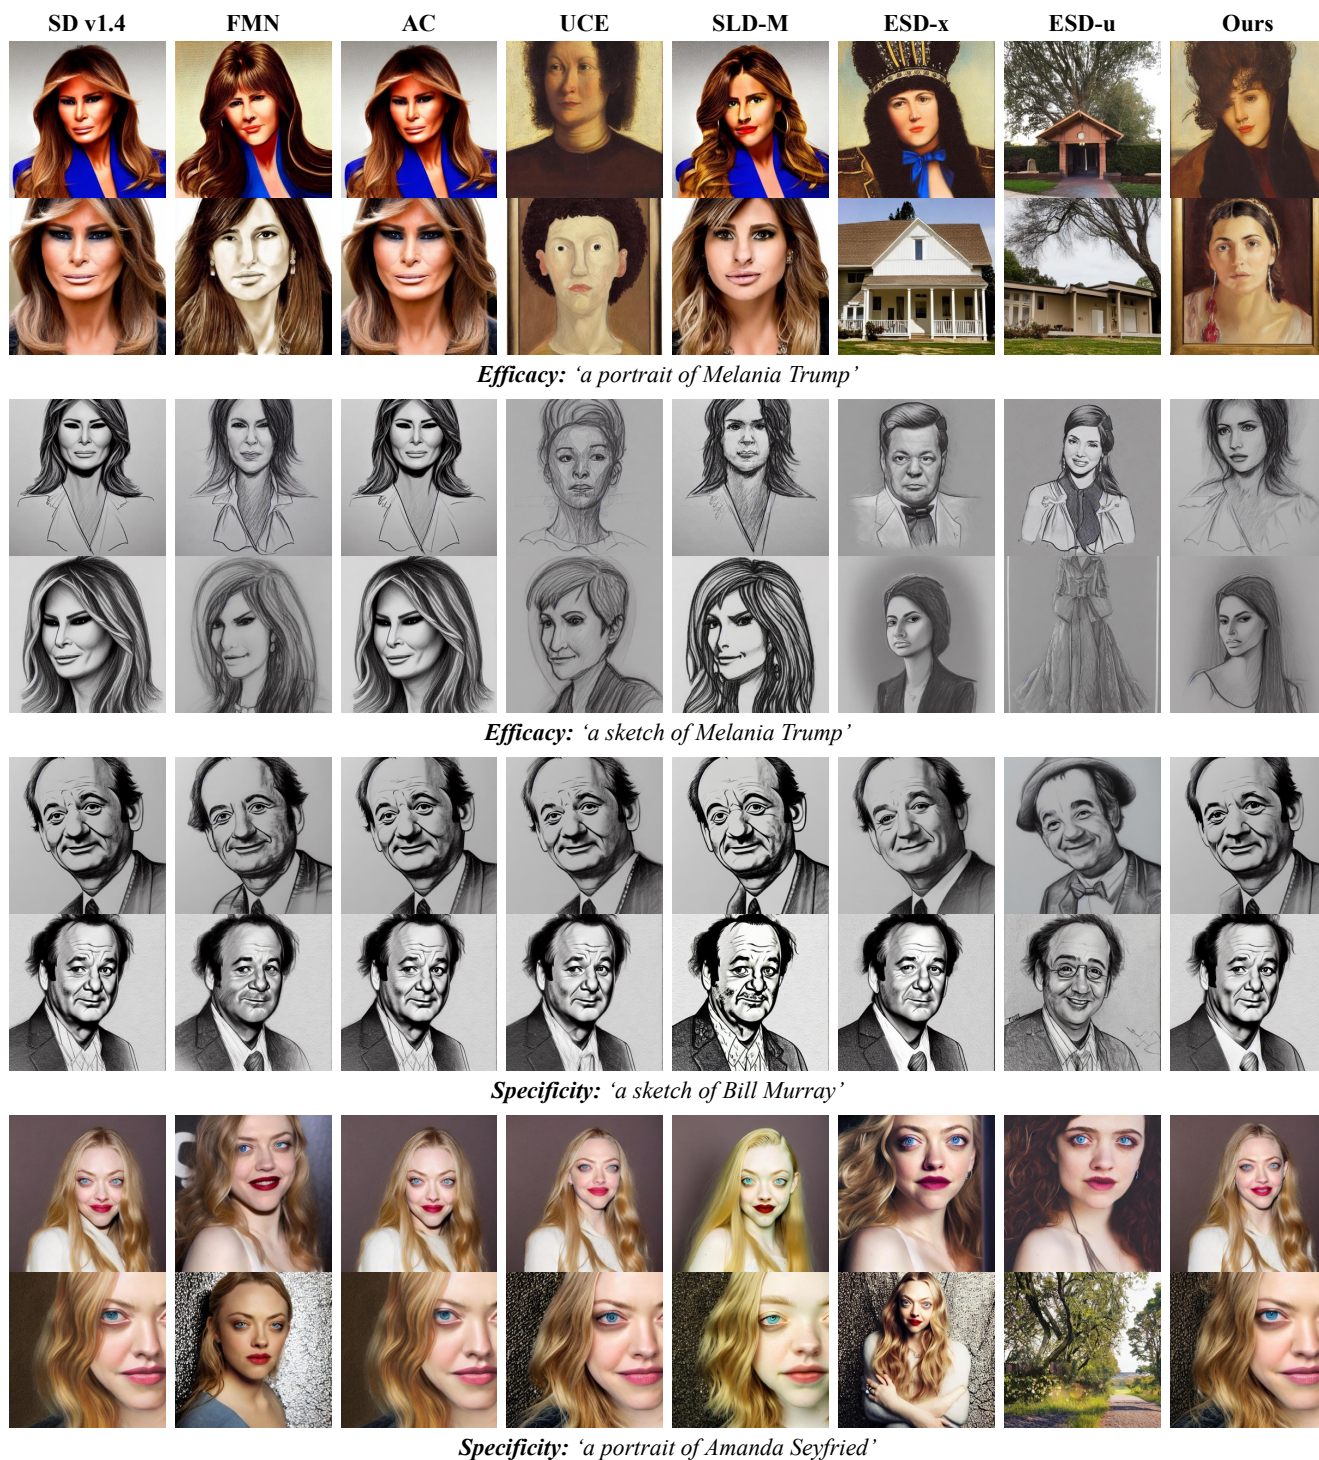 SD v1.4 FMN AC UCE SLD-M ESD-x ESD-u Ours
Efficacy: ‘a portrait of Melania Trump’
Efficacy: ‘a sketch of Melania Trump’
Specificity: ‘a sketch of Bill Murray’
Specificity: ‘a portrait of Amanda Seyfried’